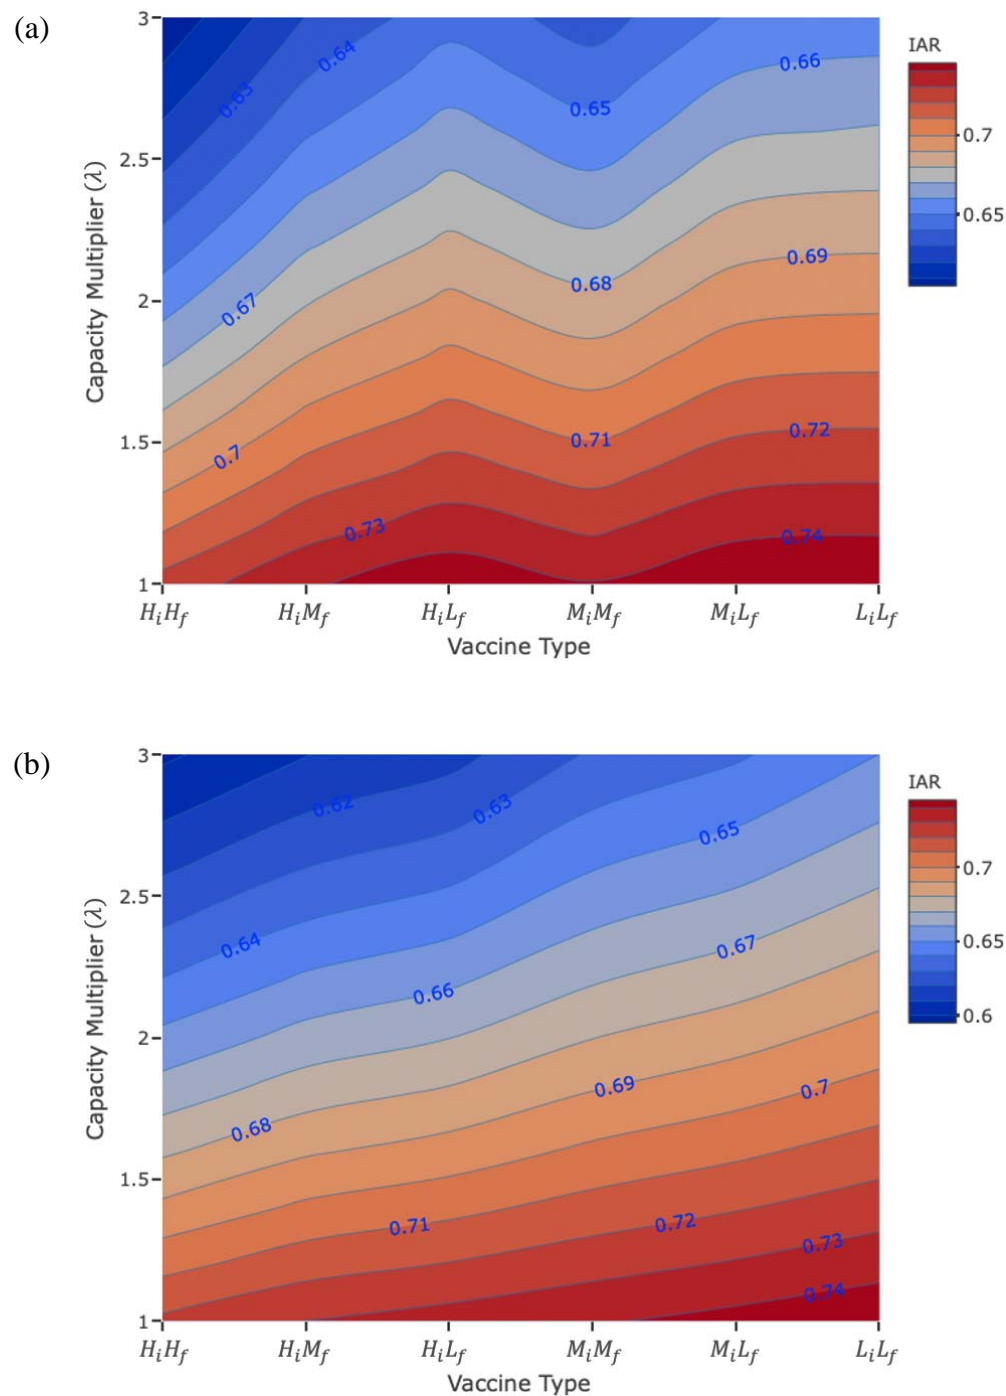 (a)
3
2.5
2
1.5
1
Capacity Multiplier (λ)
0.63
0.64
0.65
0.66
0.67
0.68
0.69
0.7
0.71
0.72
0.73
0.74
HᵢH_f
HᵢM_f
HᵢL_f
MᵢM_f
MᵢL_f
LᵢL_f
Vaccine Type
IAR
0.7
0.65
(b)
3
2.5
2
1.5
1
Capacity Multiplier (λ)
0.62
0.63
0.65
0.64
0.66
0.67
0.68
0.69
0.7
0.71
0.72
0.73
0.74
HᵢH_f
HᵢM_f
HᵢL_f
MᵢM_f
MᵢL_f
LᵢL_f
Vaccine Type
IAR
0.7
0.65
0.6